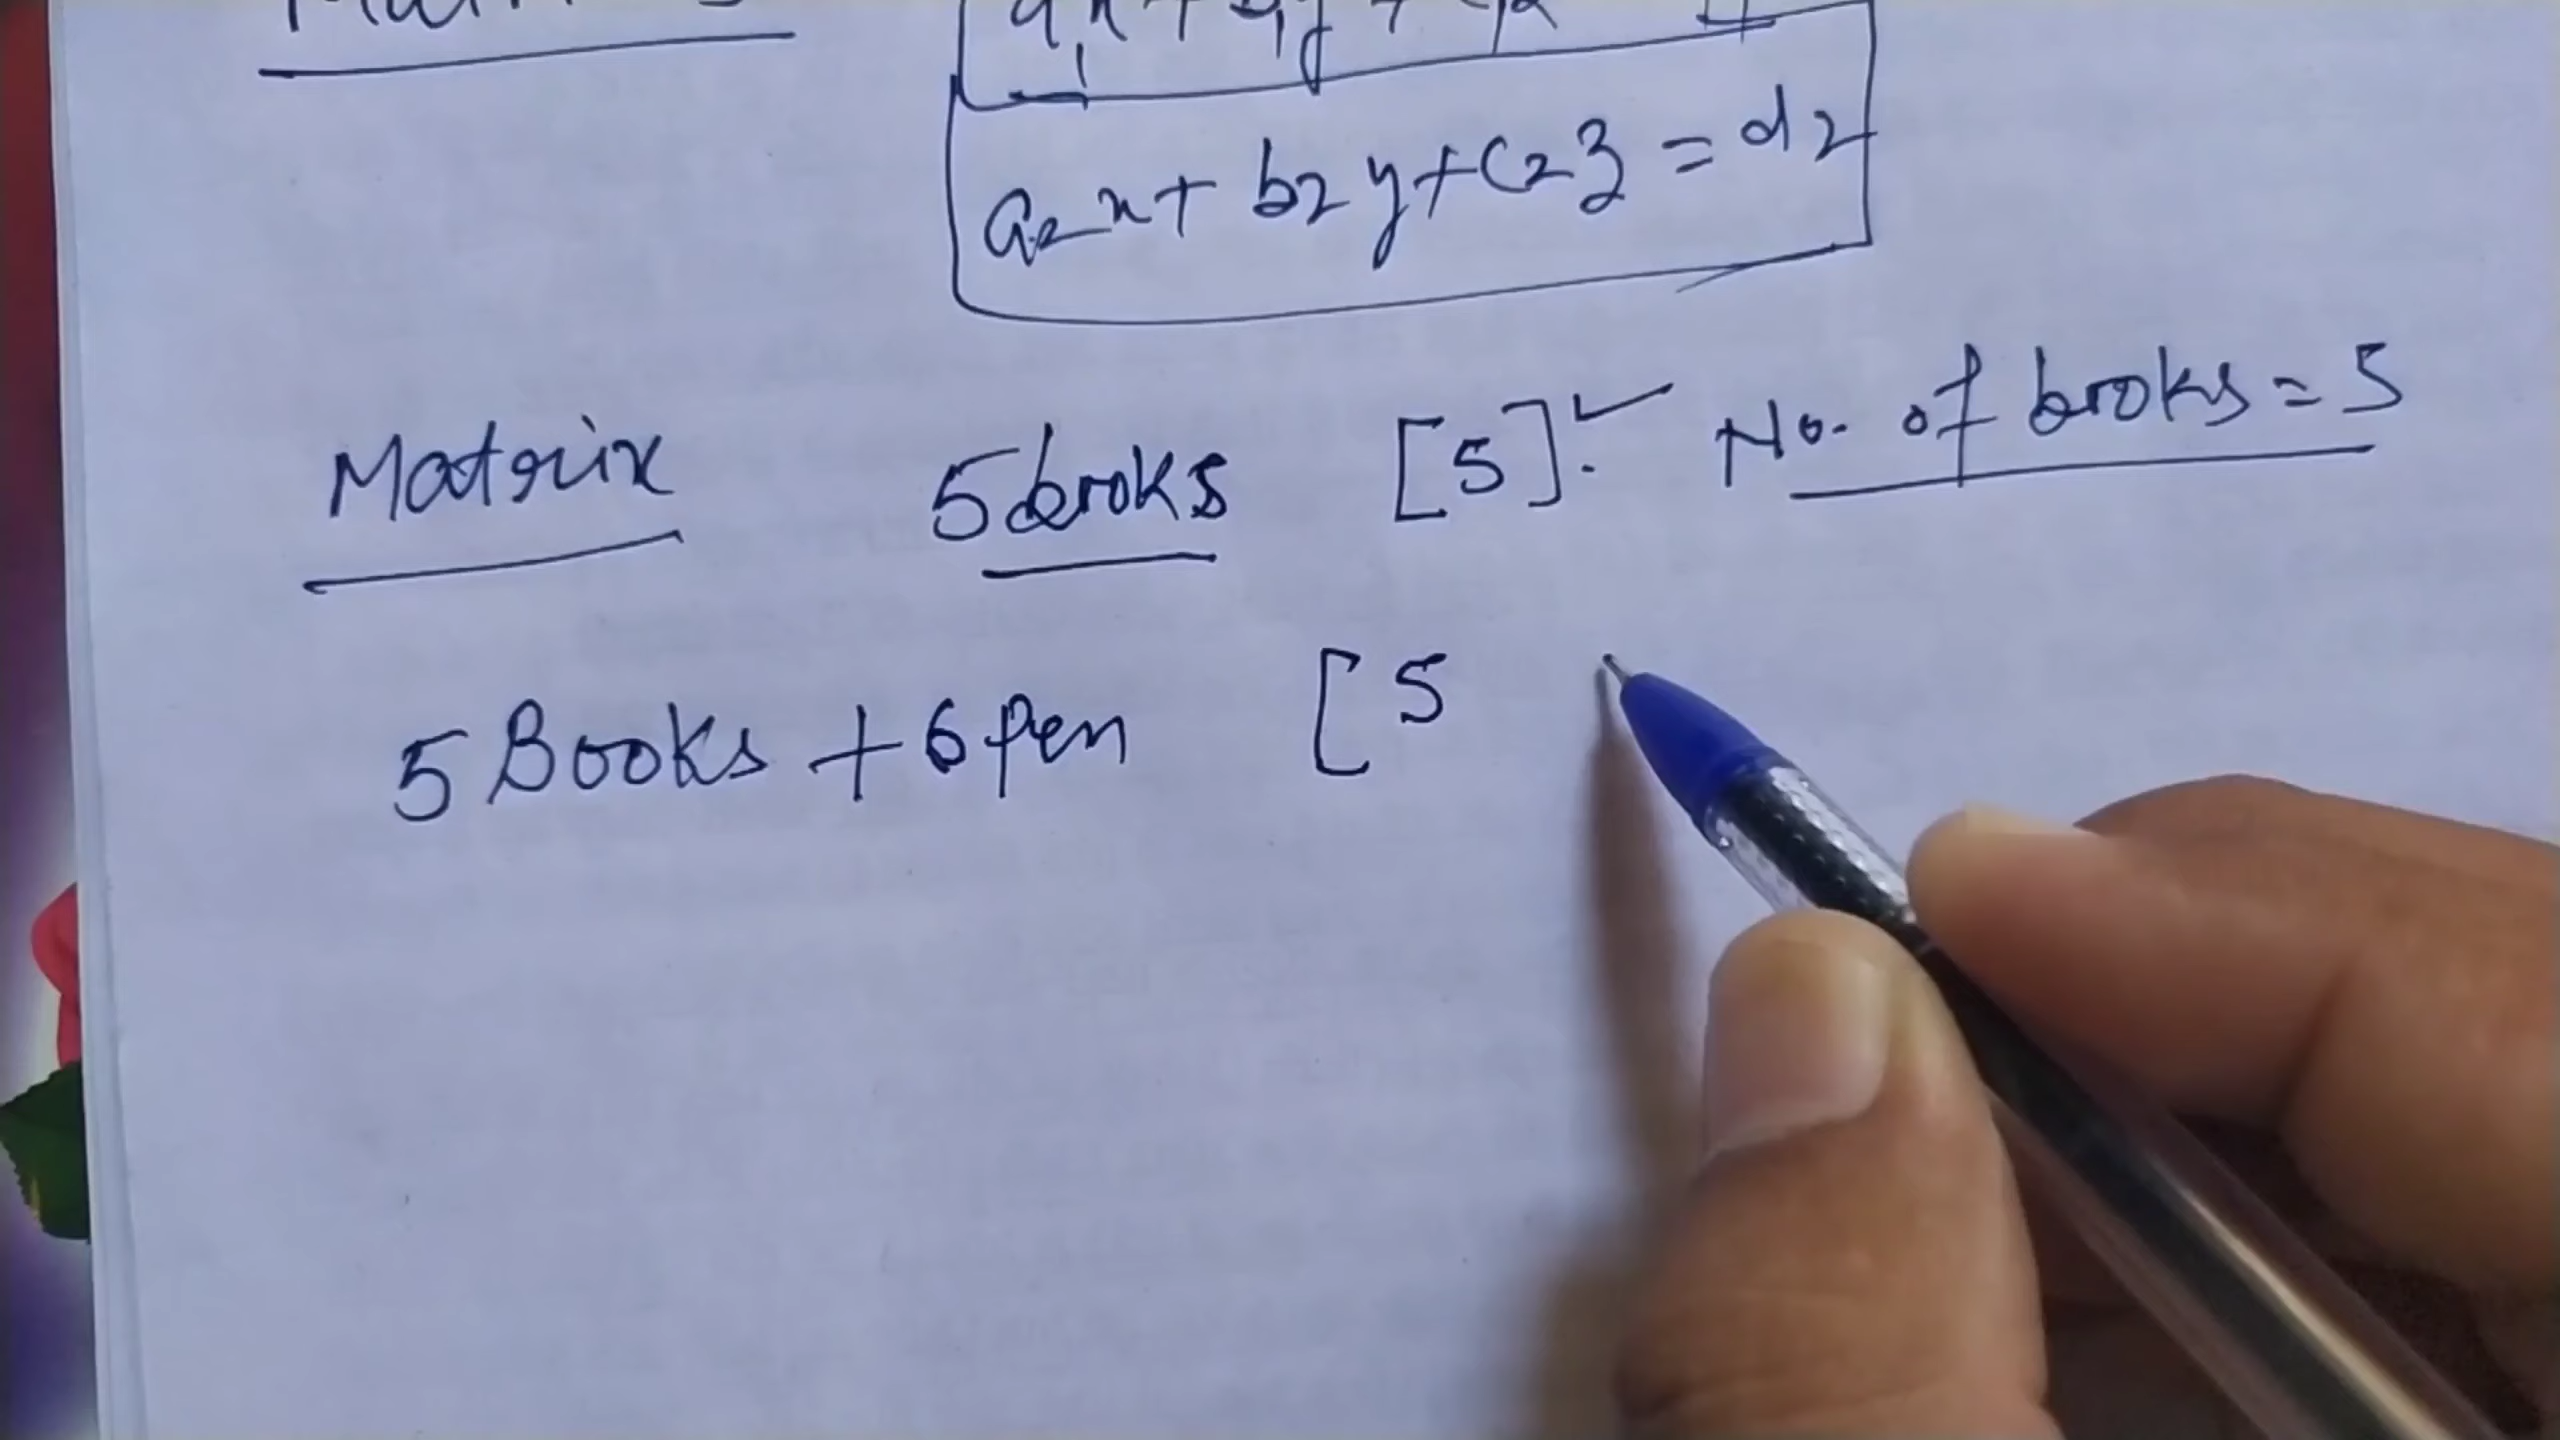 a₂x + b₂y + c₂z = d₂
Matrix 5 books [5]. ✓ No. of books = 5
5 Books + 6 Pen [ 5